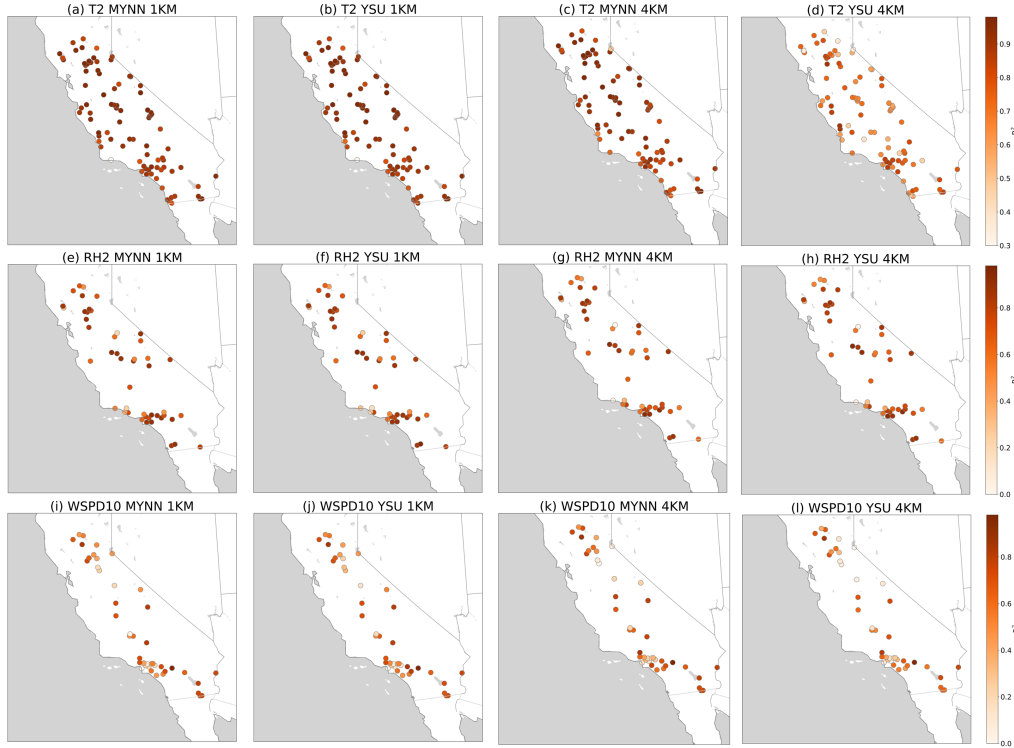 (a) T2 MYNN 1KM
(b) T2 YSU 1KM
(c) T2 MYNN 4KM
(d) T2 YSU 4KM
0.9
0.8
0.7
0.6
0.5
0.4
0.3
(e) RH2 MYNN 1KM
(f) RH2 YSU 1KM
(g) RH2 MYNN 4KM
(h) RH2 YSU 4KM
0.8
0.6
0.4
0.2
0.0
(i) WSPD10 MYNN 1KM
(j) WSPD10 YSU 1KM
(k) WSPD10 MYNN 4KM
(l) WSPD10 YSU 4KM
0.8
0.6
0.4
0.2
0.0